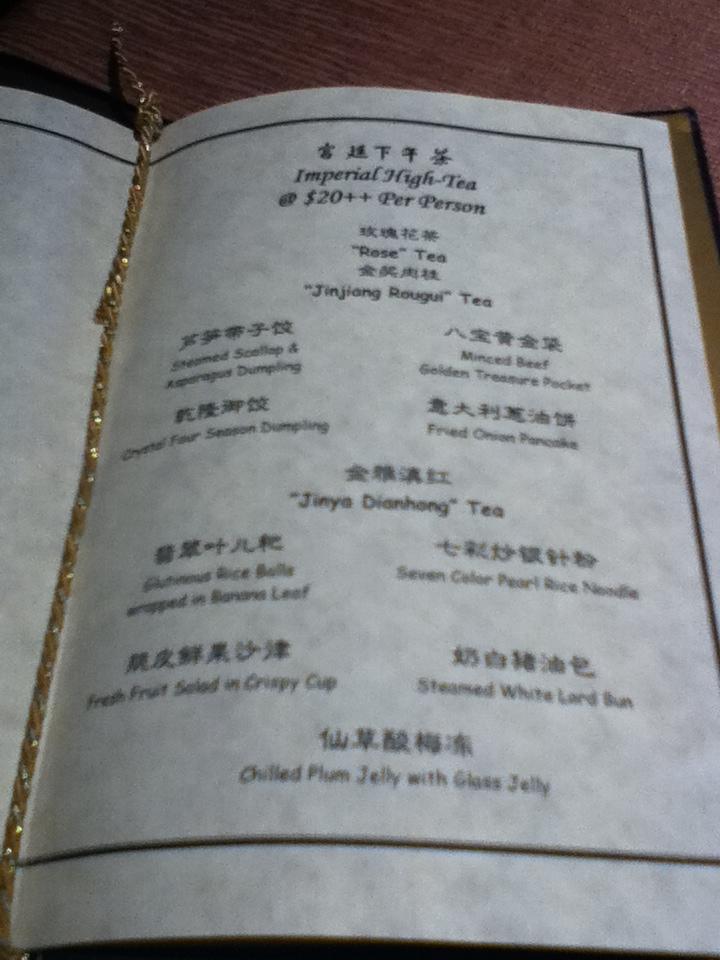 宫廷下午茶
Imperial High-Tea
@ $20++ Per Person
玫瑰花茶
"Rose" Tea
金奖肉桂
"Jinjiang Rougui" Tea
芦笋带子饺
Steamed Scallop &
Asparagus Dumpling
八宝黄金袋
Minced Beef
Golden Treasure Pocket
乾隆御饺
Crystal Four Season Dumpling
意大利葱油饼
Fried Onion Pancake
金雅滇红
"Jinya Dianhong" Tea
翡翠叶儿粑
Glutinous Rice Balls
wrapped in Banana Leaf
七彩炒银针粉
Seven Color Pearl Rice Noodle
脆皮鲜果沙津
Fresh Fruit Salad in Crispy Cup
奶白豬油包
Steamed White Lard Bun
仙草酸梅冻
Chilled Plum Jelly with Glass Jelly